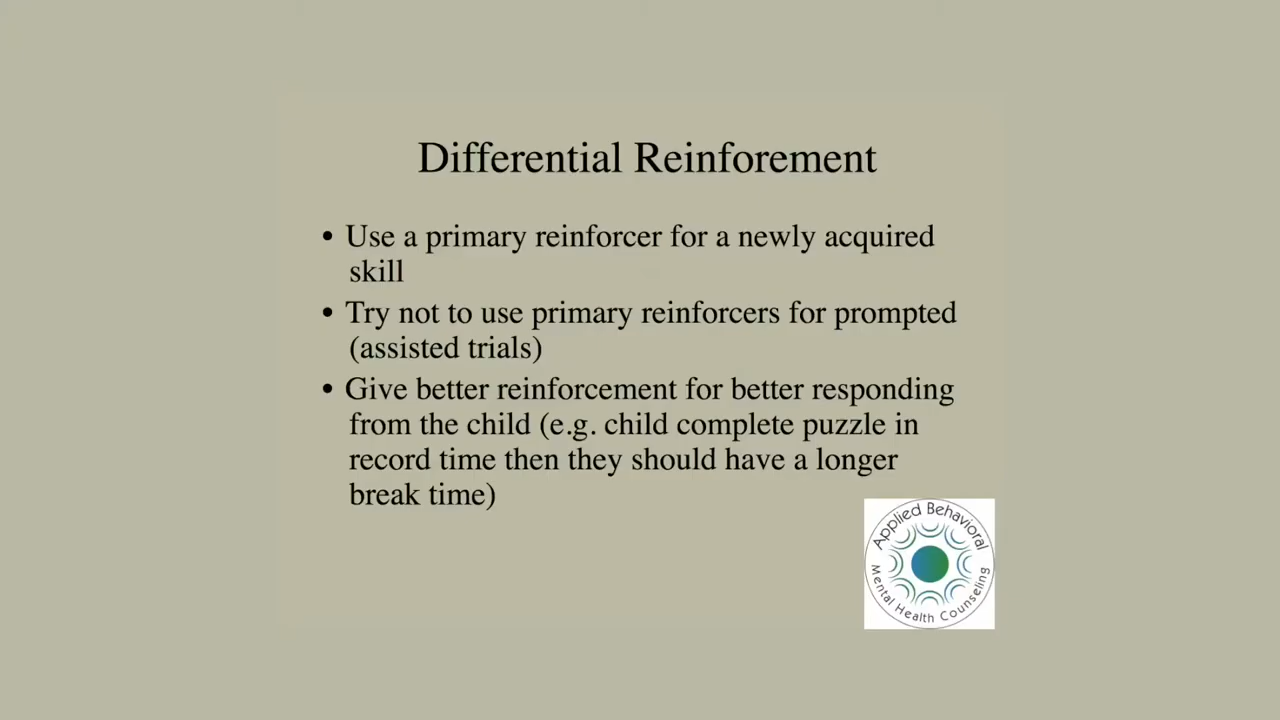 Differential Reinforement
• Use a primary reinforcer for a newly acquired
skill
• Try not to use primary reinforcers for prompted
(assisted trials)
• Give better reinforcement for better responding
from the child (e.g. child complete puzzle in
record time then they should have a longer
break time)
Applied Behavioral
Mental Health Counseling